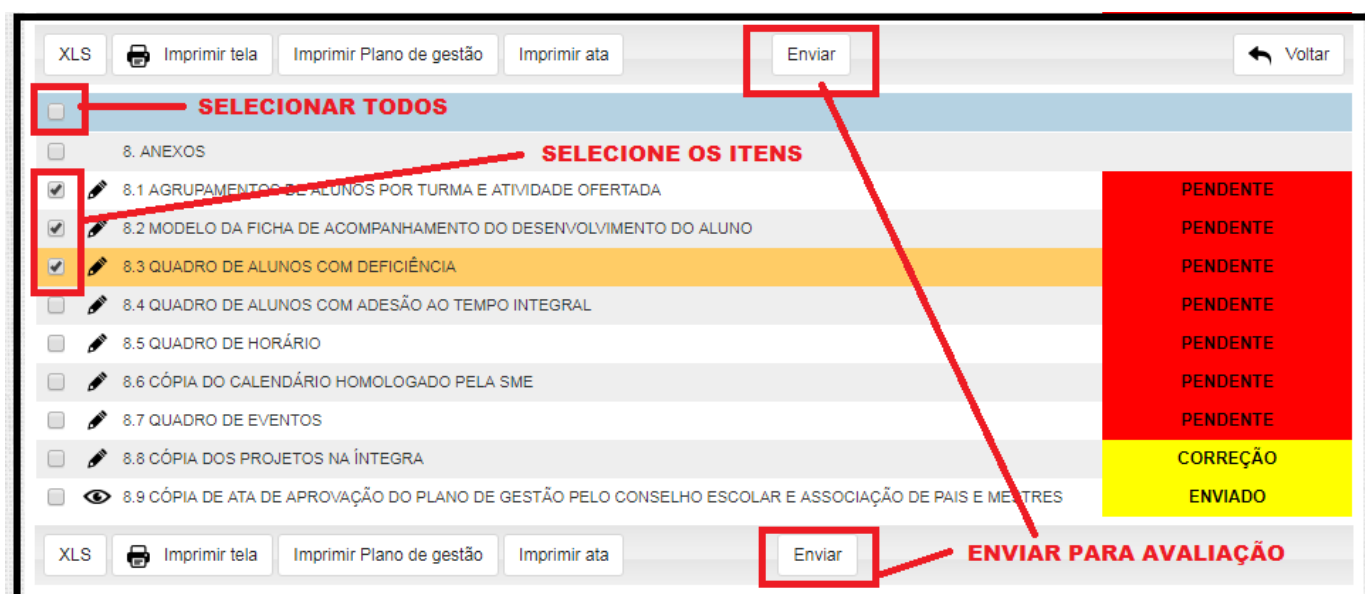 XLS Imprimir tela Imprimir Plano de gestão Imprimir ata Enviar Voltar
SELECIONAR TODOS
8. ANEXOS
SELECIONE OS ITENS
8.1 AGRUPAMENTOS DE ALUNOS POR TURMA E ATIVIDADE OFERTADA PENDENTE
8.2 MODELO DA FICHA DE ACOMPANHAMENTO DO DESENVOLVIMENTO DO ALUNO PENDENTE
8.3 QUADRO DE ALUNOS COM DEFICIÊNCIA PENDENTE
8.4 QUADRO DE ALUNOS COM ADESÃO AO TEMPO INTEGRAL PENDENTE
8.5 QUADRO DE HORÁRIO PENDENTE
8.6 CÓPIA DO CALENDÁRIO HOMOLOGADO PELA SME PENDENTE
8.7 QUADRO DE EVENTOS PENDENTE
8.8 CÓPIA DOS PROJETOS NA ÍNTEGRA CORREÇÃO
8.9 CÓPIA DE ATA DE APROVAÇÃO DO PLANO DE GESTÃO PELO CONSELHO ESCOLAR E ASSOCIAÇÃO DE PAIS E MESTRES ENVIADO
XLS Imprimir tela Imprimir Plano de gestão Imprimir ata Enviar ENVIAR PARA AVALIAÇÃO